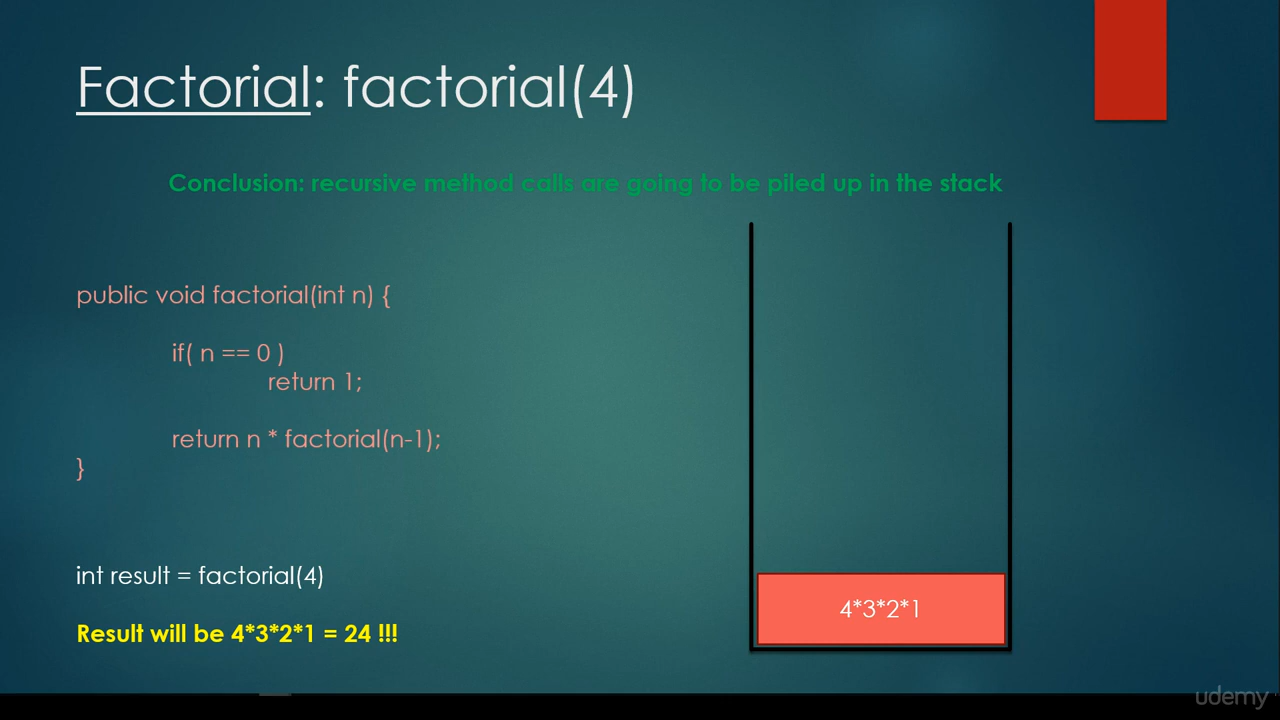 Factorial: factorial(4)
Conclusion: recursive method calls are going to be piled up in the stack
public void factorial(int n) {
if( n == 0 )
return 1;
return n * factorial(n-1);
}
int result = factorial(4)
Result will be 4*3*2*1 = 24 !!!
4*3*2*1
udemy